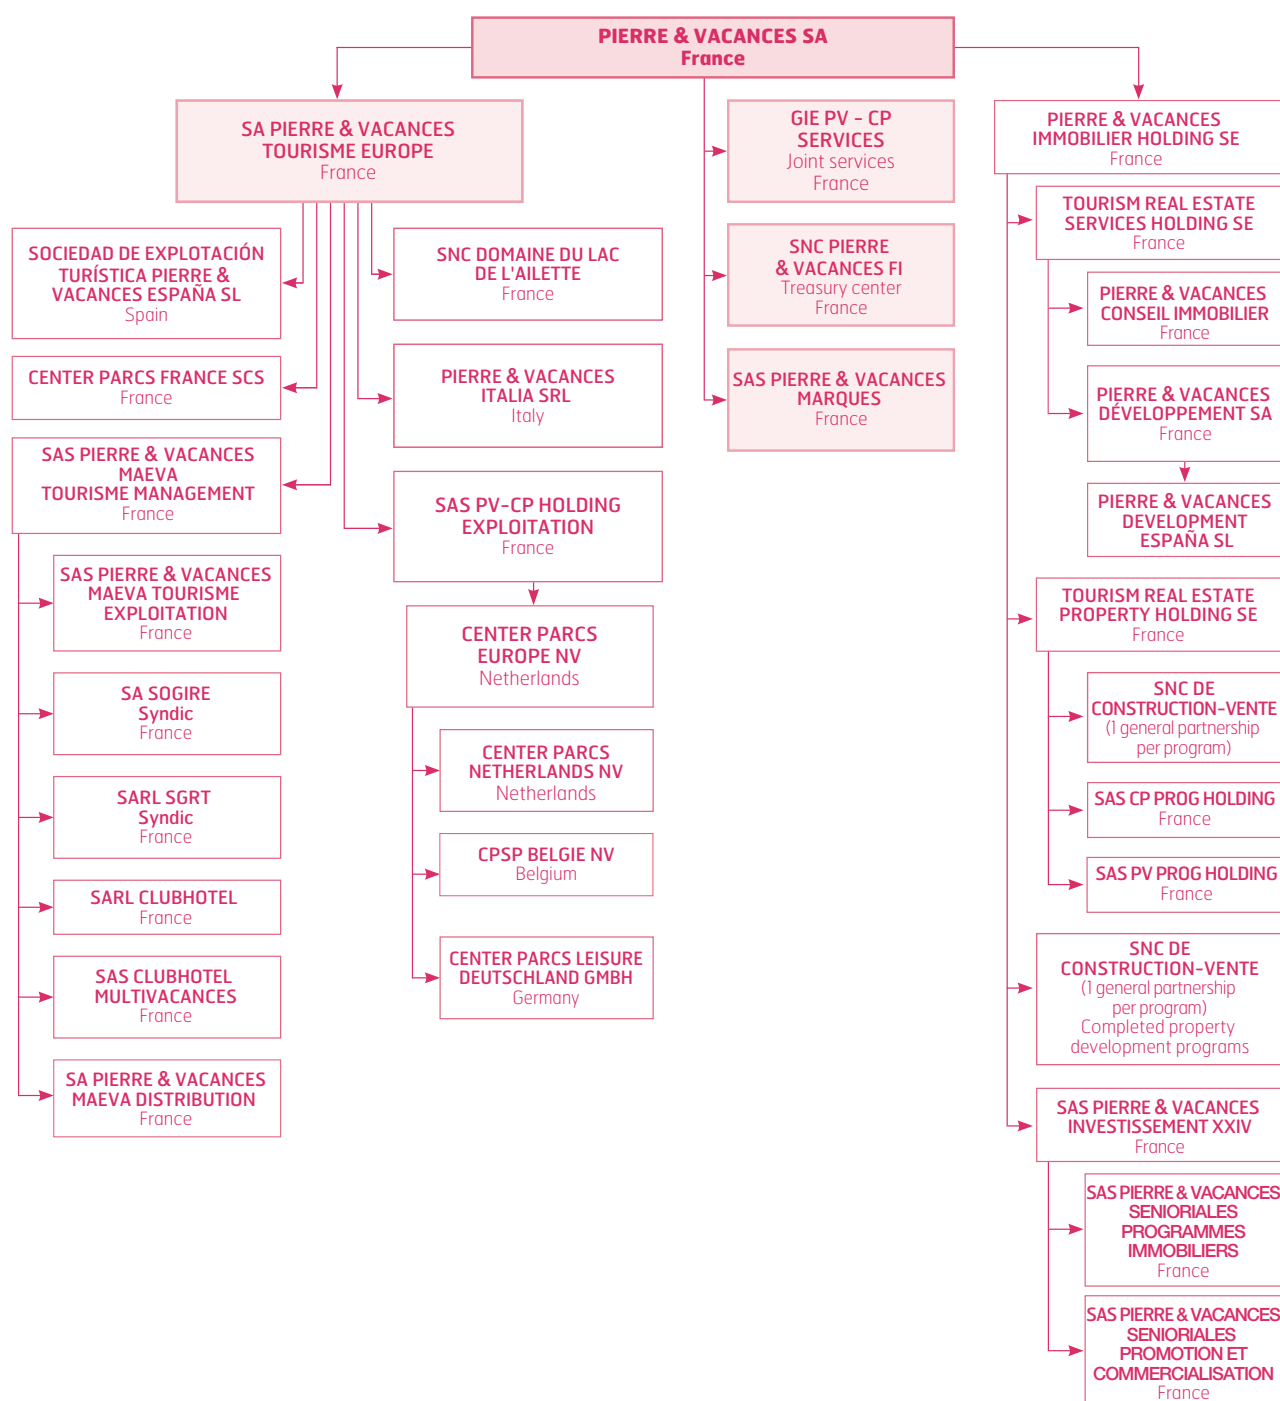 PIERRE & VACANCES SA
France
SA PIERRE & VACANCES
TOURISME EUROPE
France
SOCIEDAD DE EXPLOTACIÓN
TURÍSTICA PIERRE &
VACANCES ESPAÑA SL
Spain
CENTER PARCS FRANCE SCS
France
SAS PIERRE & VACANCES
MAEVA
TOURISME MANAGEMENT
France
SAS PIERRE & VACANCES
MAEVA TOURISME
EXPLOITATION
France
SA SOGIRE
Syndic
France
SARL SGRT
Syndic
France
SARL CLUBHOTEL
France
SAS CLUBHOTEL
MULTIVACANCES
France
SA PIERRE & VACANCES
MAEVA DISTRIBUTION
France
SNC DOMAINE DU LAC
DE L'AILETTE
France
PIERRE & VACANCES
ITALIA SRL
Italy
SAS PV-CP HOLDING
EXPLOITATION
France
CENTER PARCS
EUROPE NV
Netherlands
CENTER PARCS
NETHERLANDS NV
Netherlands
CPSP BELGIE NV
Belgium
CENTER PARCS LEISURE
DEUTSCHLAND GMBH
Germany
GIE PV - CP
SERVICES
Joint services
France
SNC PIERRE
& VACANCES FI
Treasury center
France
SAS PIERRE & VACANCES
MARQUES
France
PIERRE & VACANCES
IMMOBILIER HOLDING SE
France
TOURISM REAL ESTATE
SERVICES HOLDING SE
France
PIERRE & VACANCES
CONSEIL IMMOBILIER
France
PIERRE & VACANCES
DÉVELOPPEMENT SA
France
PIERRE & VACANCES
DEVELOPMENT
ESPAÑA SL
TOURISM REAL ESTATE
PROPERTY HOLDING SE
France
SNC DE
CONSTRUCTION-VENTE
(1 general partnership
per program)
SAS CP PROG HOLDING
France
SAS PV PROG HOLDING
France
SNC DE
CONSTRUCTION-VENTE
(1 general partnership
per program)
Completed property
development programs
SAS PIERRE & VACANCES
INVESTISSEMENT XXIV
France
SAS PIERRE & VACANCES
SENIORIALES
PROGRAMMES
IMMOBILIERS
France
SAS PIERRE & VACANCES
SENIORIALES
PROMOTION ET
COMMERCIALISATION
France